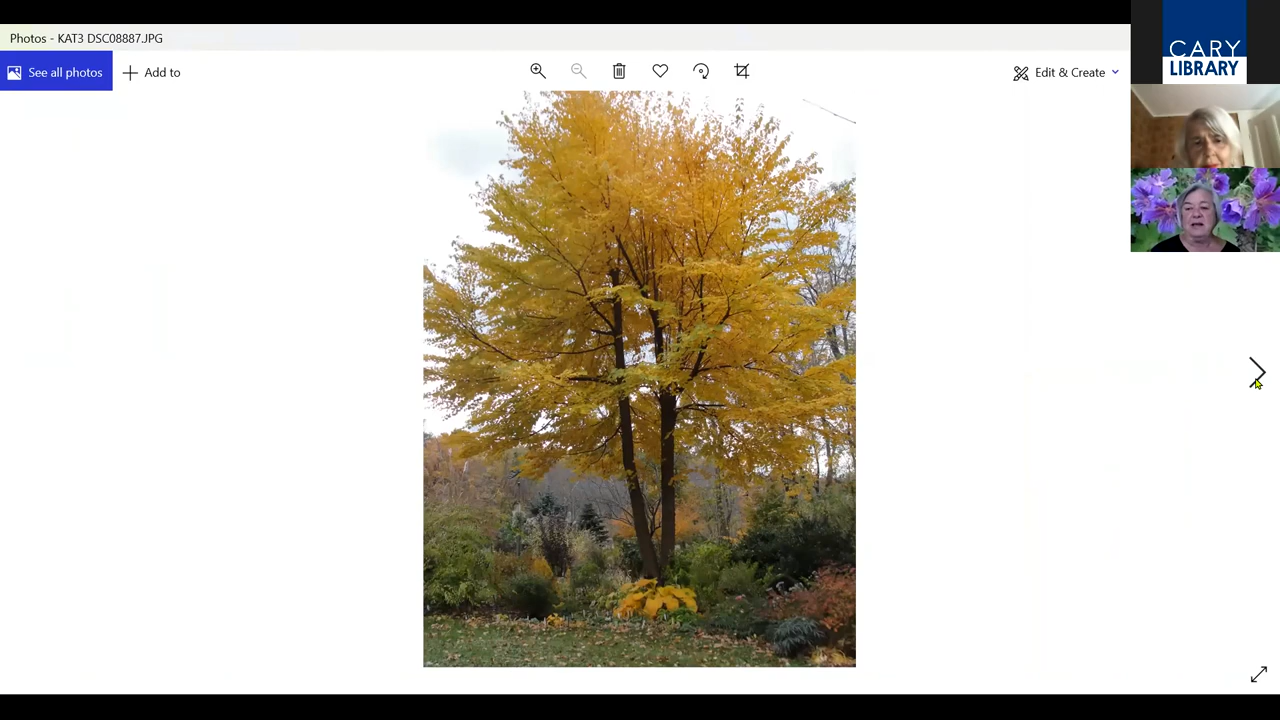 Photos - KAT3 DSC08887.JPG
See all photos
Add to
Edit & Create
CARY
LIBRARY